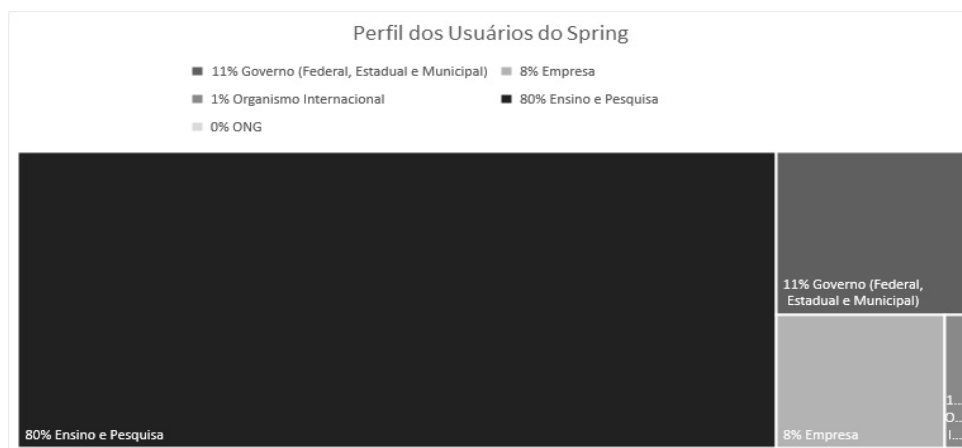 Perfil dos Usuários do Spring
11% Governo (Federal, Estadual e Municipal)
8% Empresa
1% Organismo Internacional
80% Ensino e Pesquisa
0% ONG
11% Governo (Federal,
Estadual e Municipal)
80% Ensino e Pesquisa
8% Empresa
1...
O...
I...